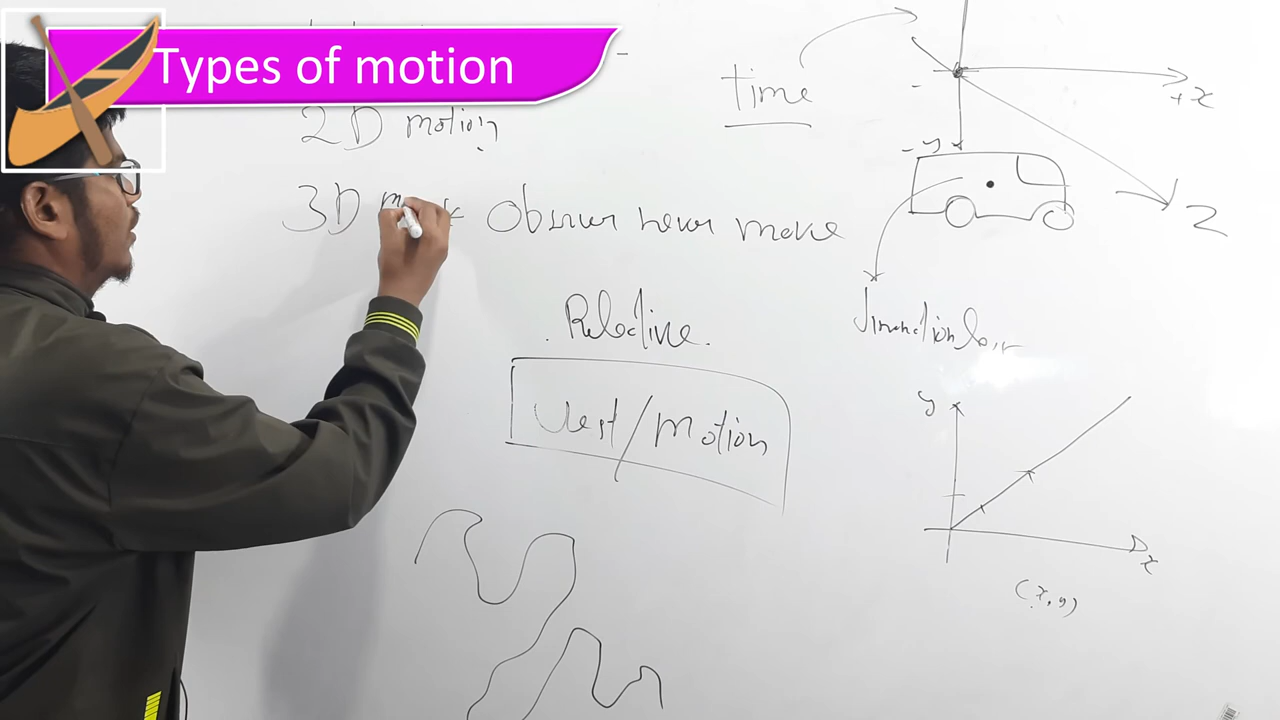 Types of motion
2D motion
time
+x
-y
3D
Observer never move
Z
Relative
rest/motion
y
x
(x, y)